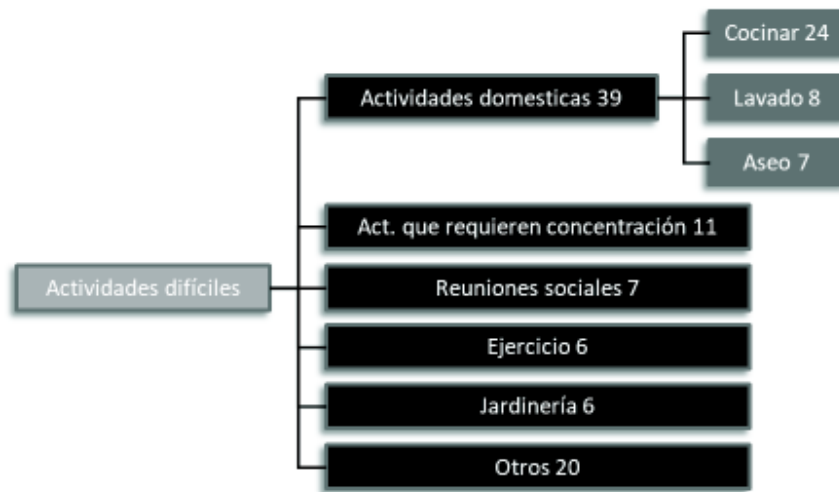 Cocinar 24
Actividades domesticas 39
Lavado 8
Aseo 7
Act. que requieren concentración 11
Actividades difíciles
Reuniones sociales 7
Ejercicio 6
Jardinería 6
Otros 20